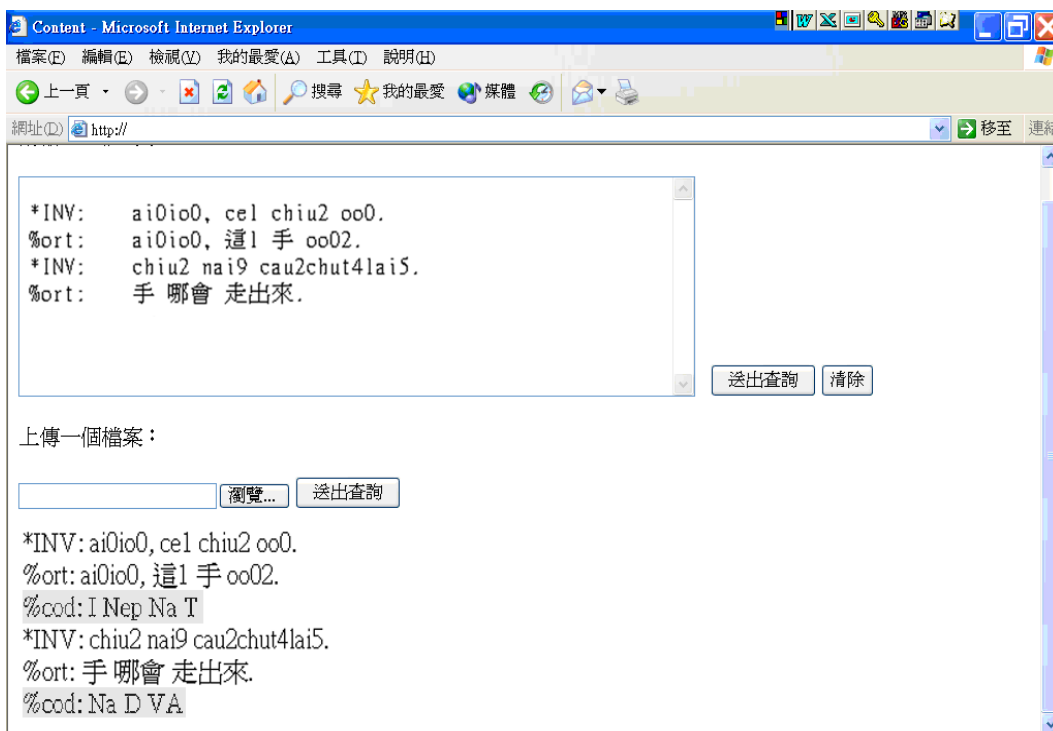 Content - Microsoft Internet Explorer
檔案(F) 編輯(E) 檢視(V) 我的最愛(A) 工具(T) 說明(H)
上一頁 搜尋 我的最愛 媒體
網址(D) http:// 移至 連結
*INV: ai0io0, ce1 chiu2 oo0.
%ort: ai0io0, 這1 手 oo02.
*INV: chiu2 nai9 cau2chut4lai5.
%ort: 手 哪會 走出來.
送出查詢 清除
上傳一個檔案：
瀏覽... 送出查詢
*INV: ai0io0, ce1 chiu2 oo0.
%ort: ai0io0, 這1 手 oo02.
%cod: I Nep Na T
*INV: chiu2 nai9 cau2chut4lai5.
%ort: 手 哪會 走出來.
%cod: Na D VA